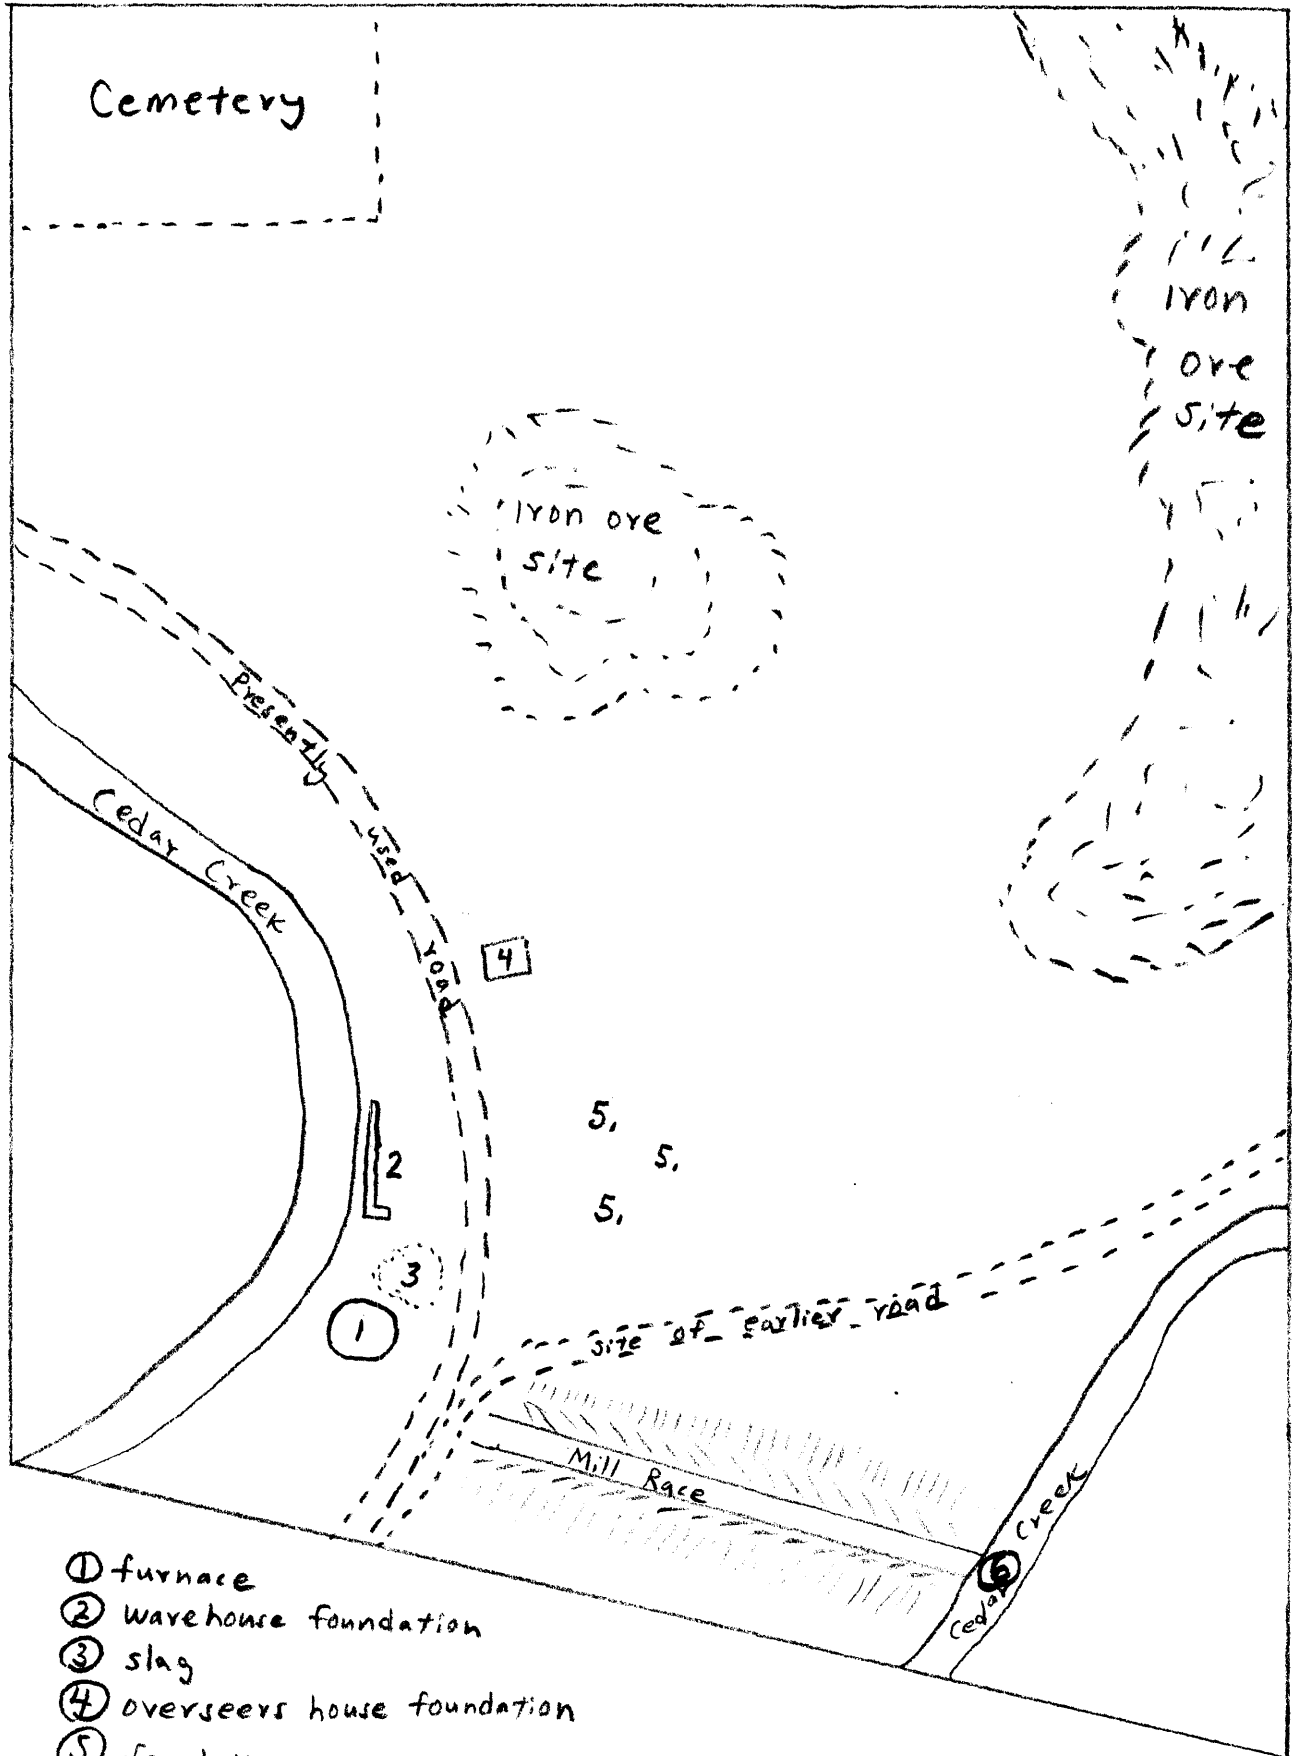 Cemetery
Iron
ore
site
Iron ore
site
Presently
used
road
Cedar Creek
4
5.
5.
2
5.
3
1
site of earlier road
Mill Race
Cedar Creek
6
① furnace
② warehouse foundation
③ slag
④ overseers house foundation
⑤